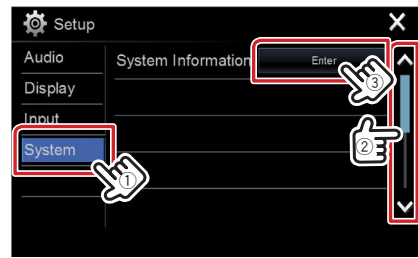 Setup
Audio
System Information
Enter
Display
Input
System
1
2
3